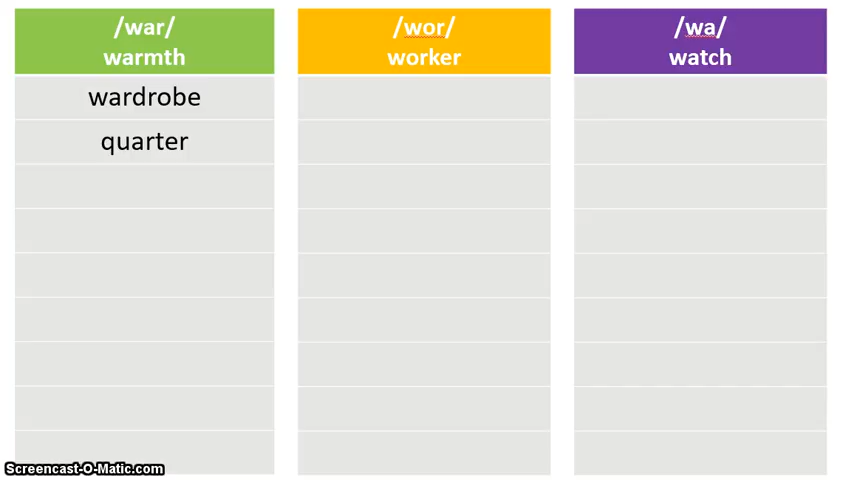 /war/
warmth
/wor/
worker
/wa/
watch
wardrobe
quarter
Screencast-O-Matic.com